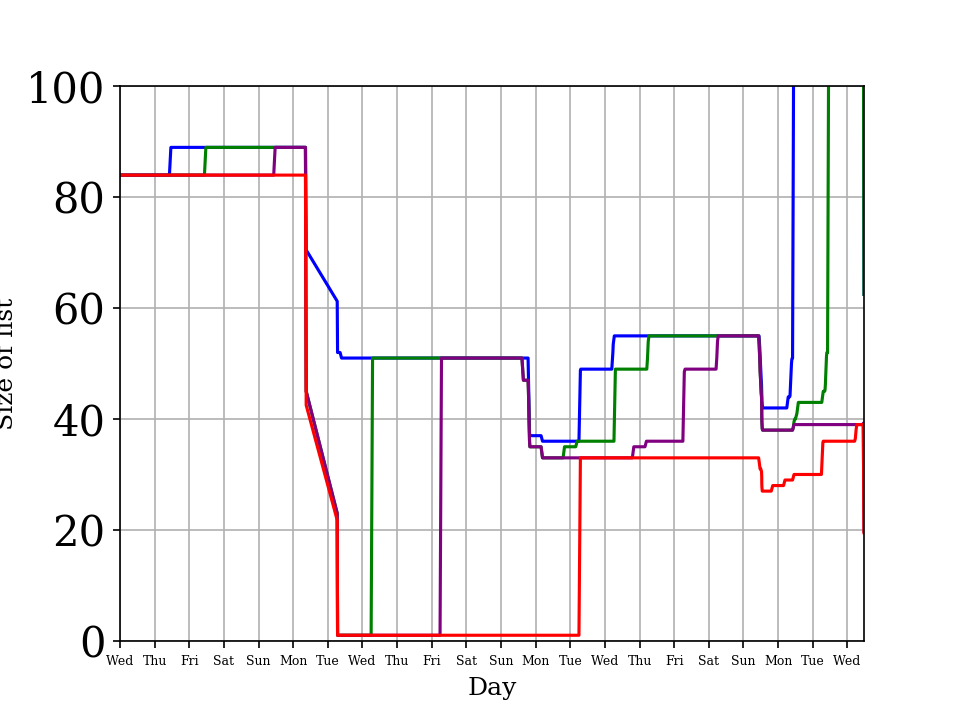 100
80
60
40
20
0
Size of list
Wed Thu Fri Sat Sun Mon Tue Wed Thu Fri Sat Sun Mon Tue Wed Thu Fri Sat Sun Mon Tue Wed
Day